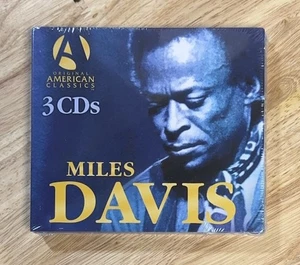 A
ORIGINAL
AMERICAN
CLASSICS
3 CDs
MILES
DAVIS